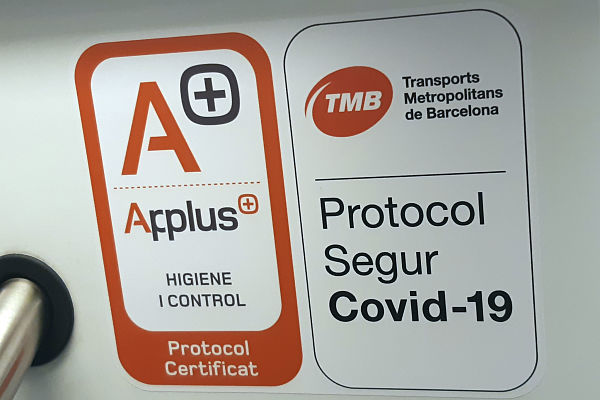 A+
Applus+
HIGIENE
I CONTROL
Protocol
Certificat
TMB
Transports
Metropolitans
de Barcelona
Protocol
Segur
Covid-19